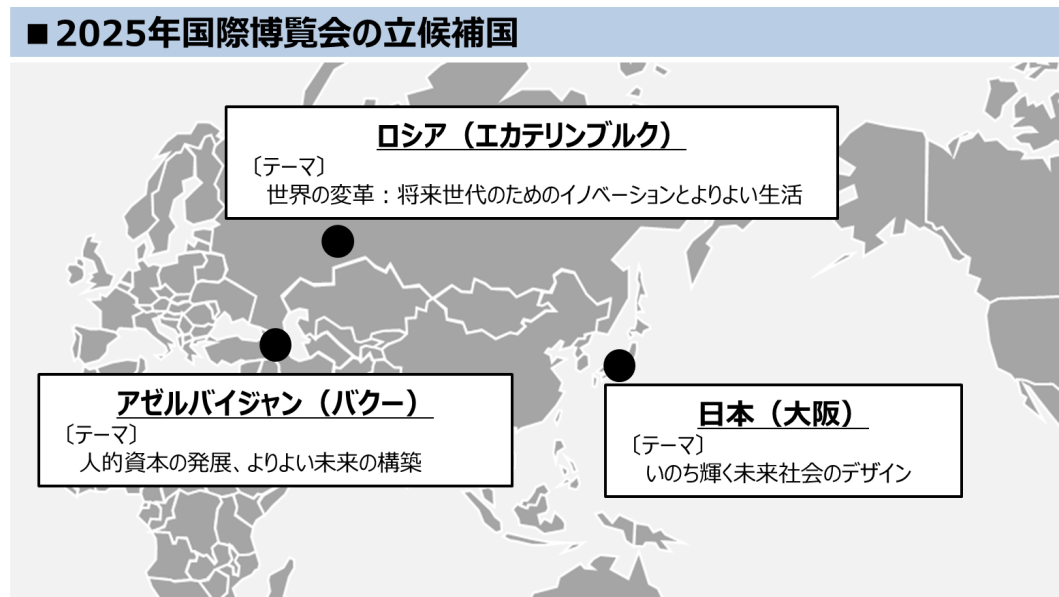 ■2025年国際博覧会の立候補国
ロシア（エカテリンブルク）
〔テーマ〕
世界の変革：将来世代のためのイノベーションとよりよい生活
アゼルバイジャン（バクー）
〔テーマ〕
人的資本の発展、よりよい未来の構築
日本（大阪）
〔テーマ〕
いのち輝く未来社会のデザイン